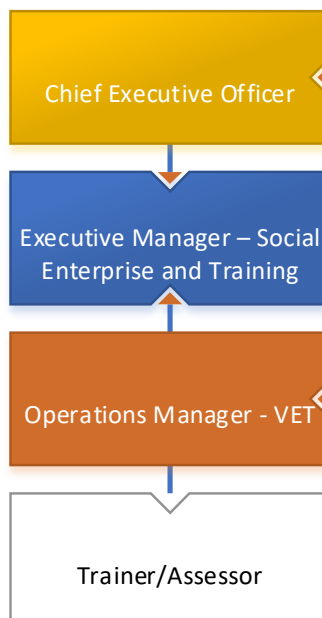 Chief Executive Officer
Executive Manager – Social
Enterprise and Training
Operations Manager - VET
Trainer/Assessor